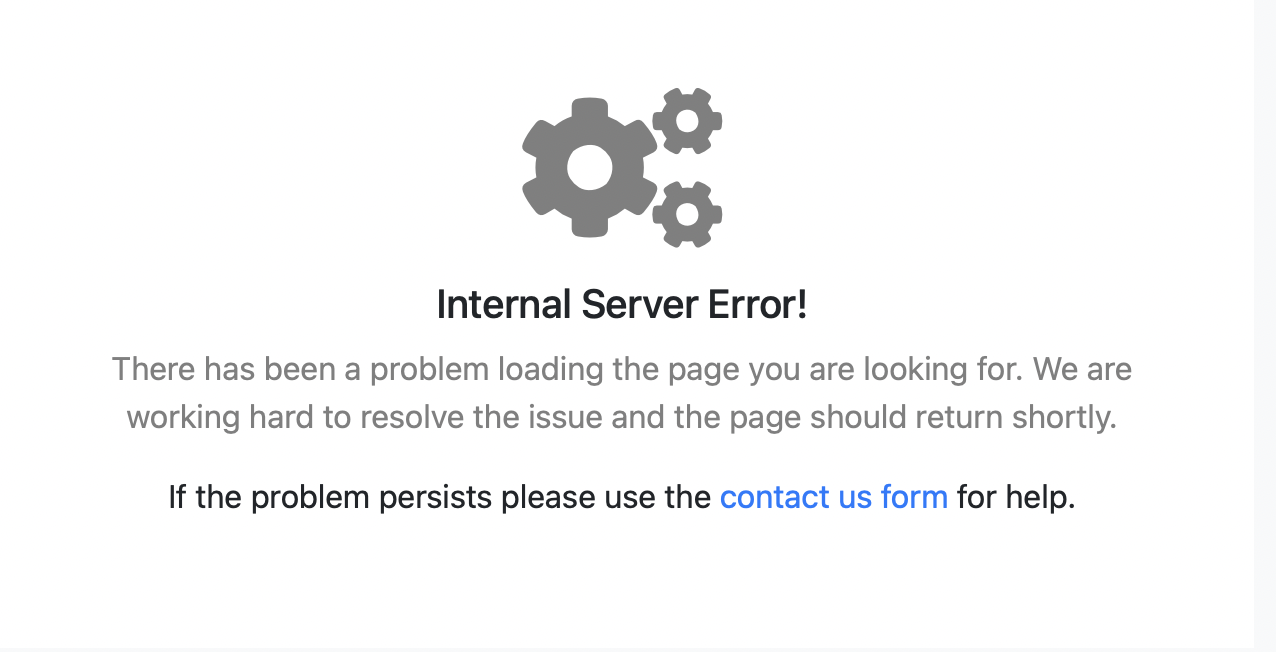 Internal Server Error!
There has been a problem loading the page you are looking for. We are
working hard to resolve the issue and the page should return shortly.
If the problem persists please use the contact us form for help.